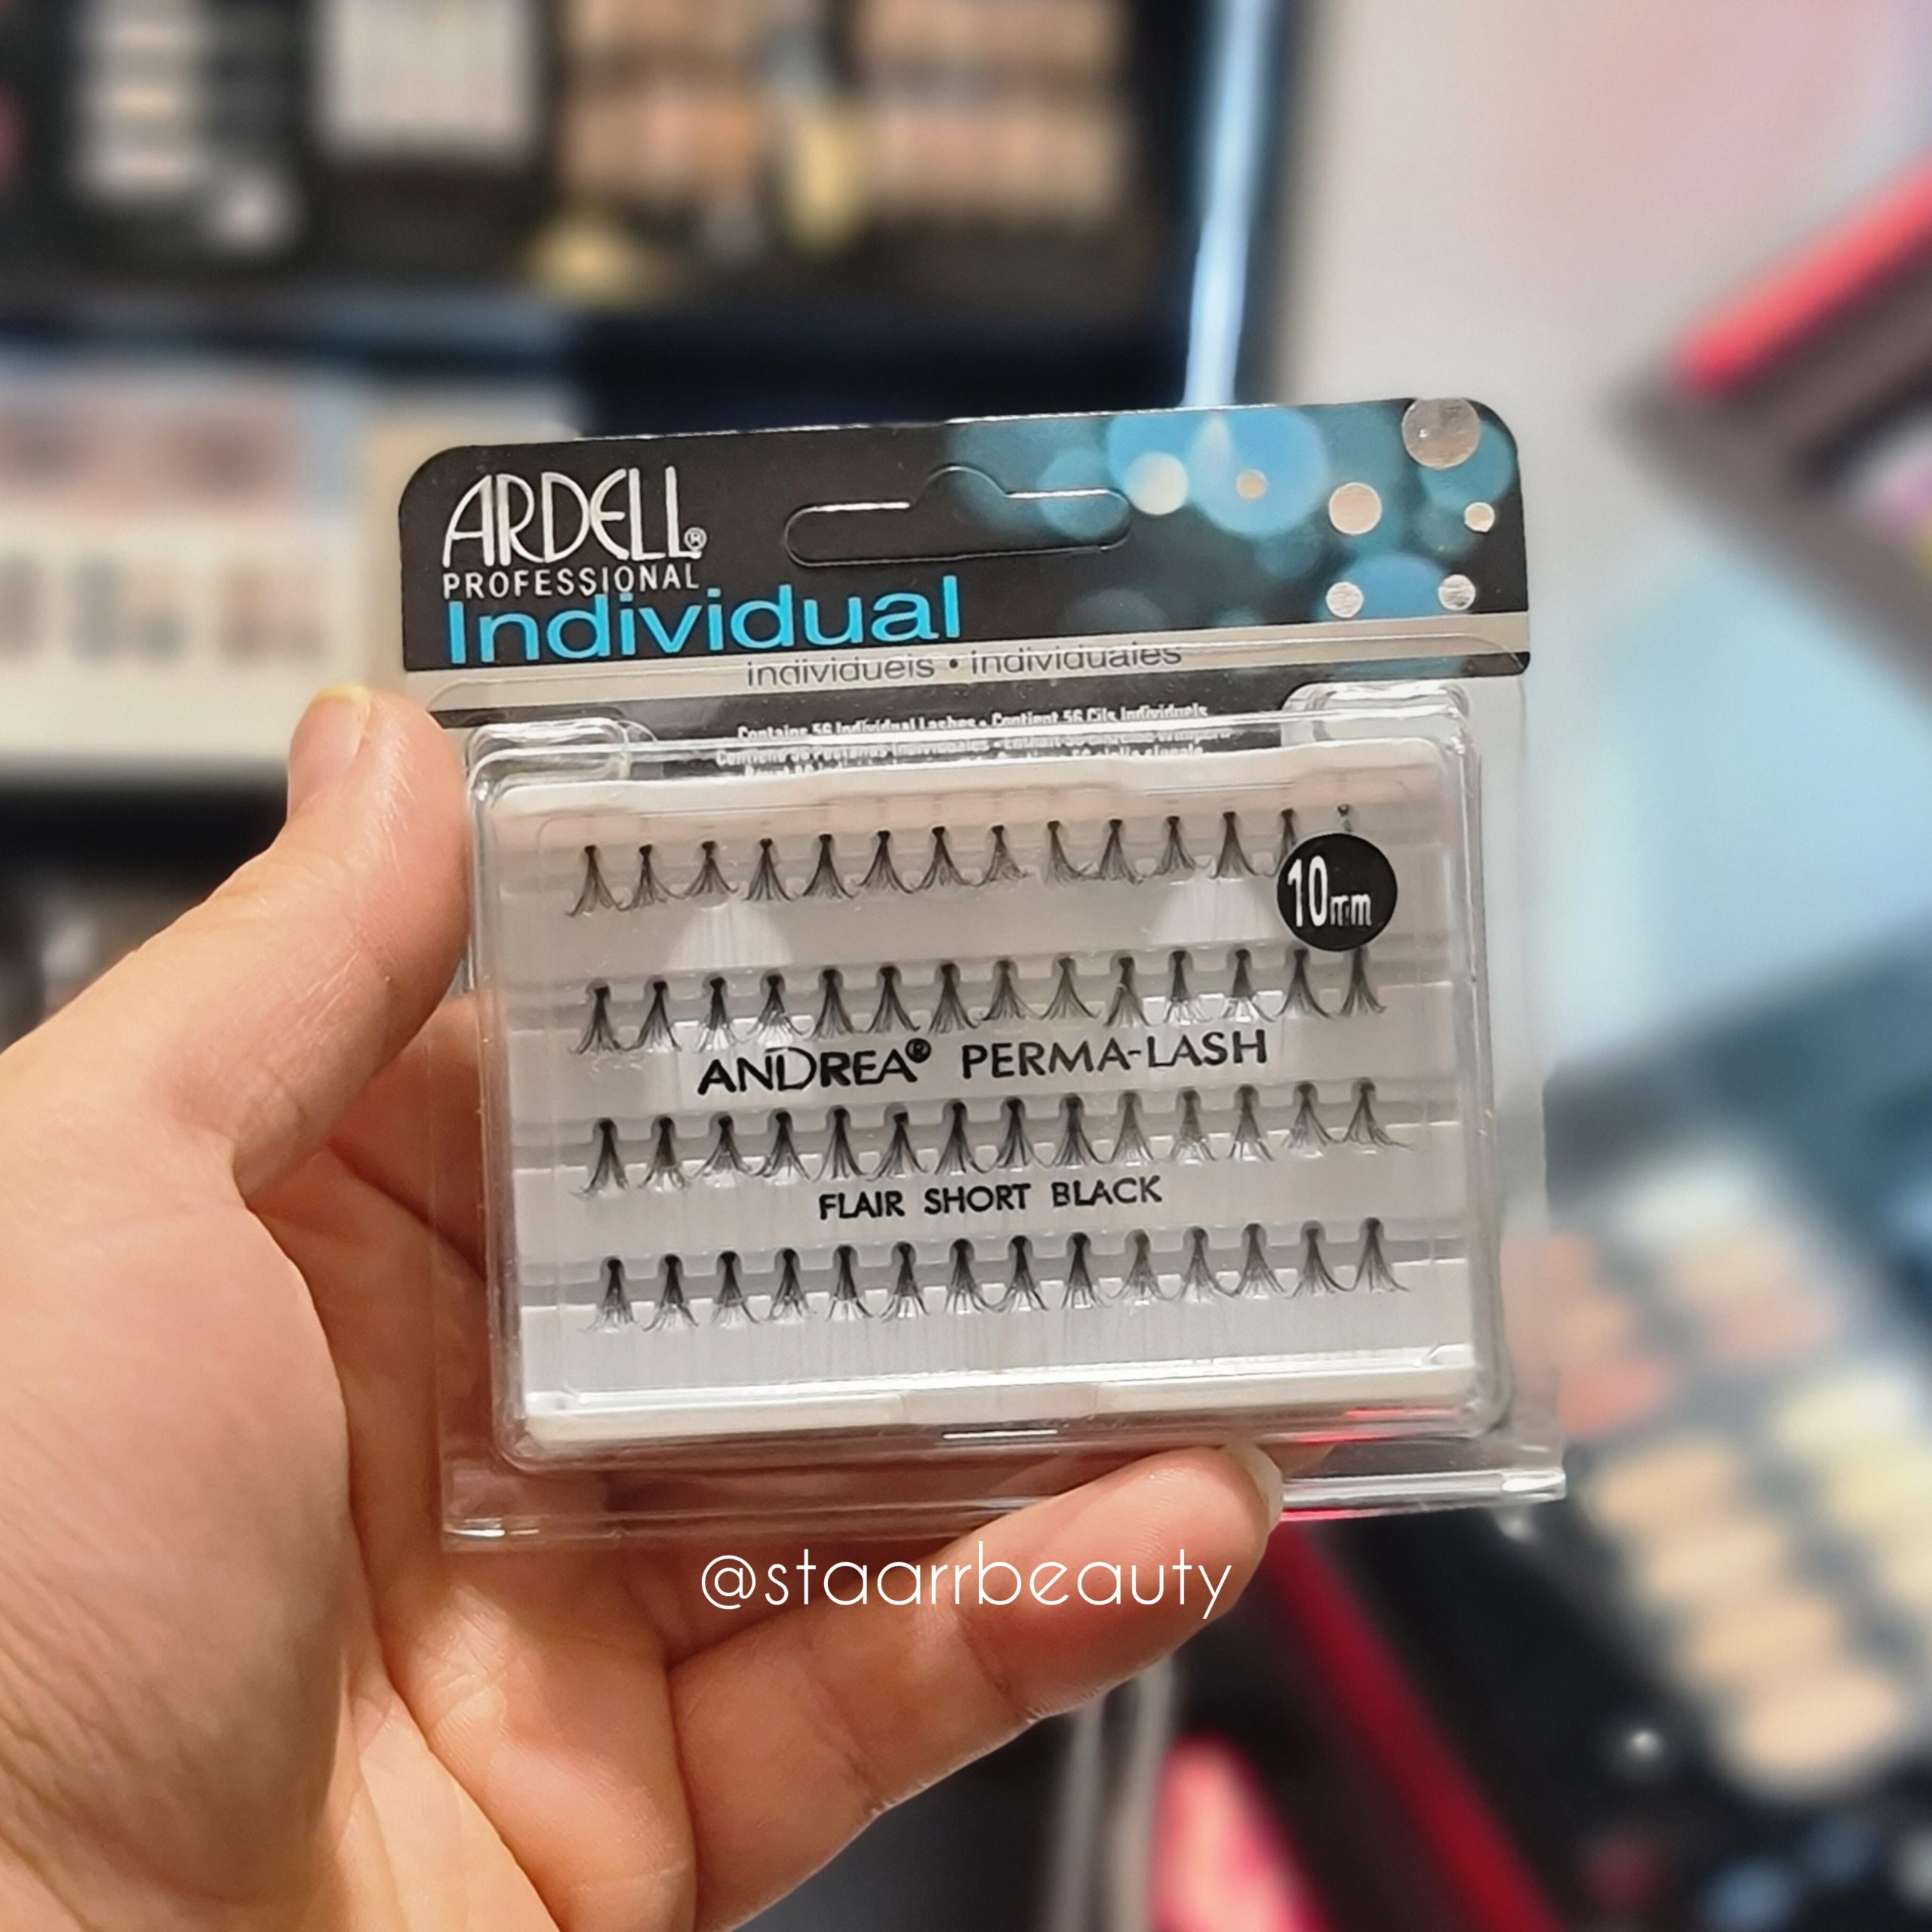 ARDELL®
PROFESSIONAL
Individual
individuels • individuales
Contains 56 Individual Lashes • Contient 56 Cils Individuels
10mm
ANDREA® PERMA-LASH
FLAIR SHORT BLACK
@staarrbeauty